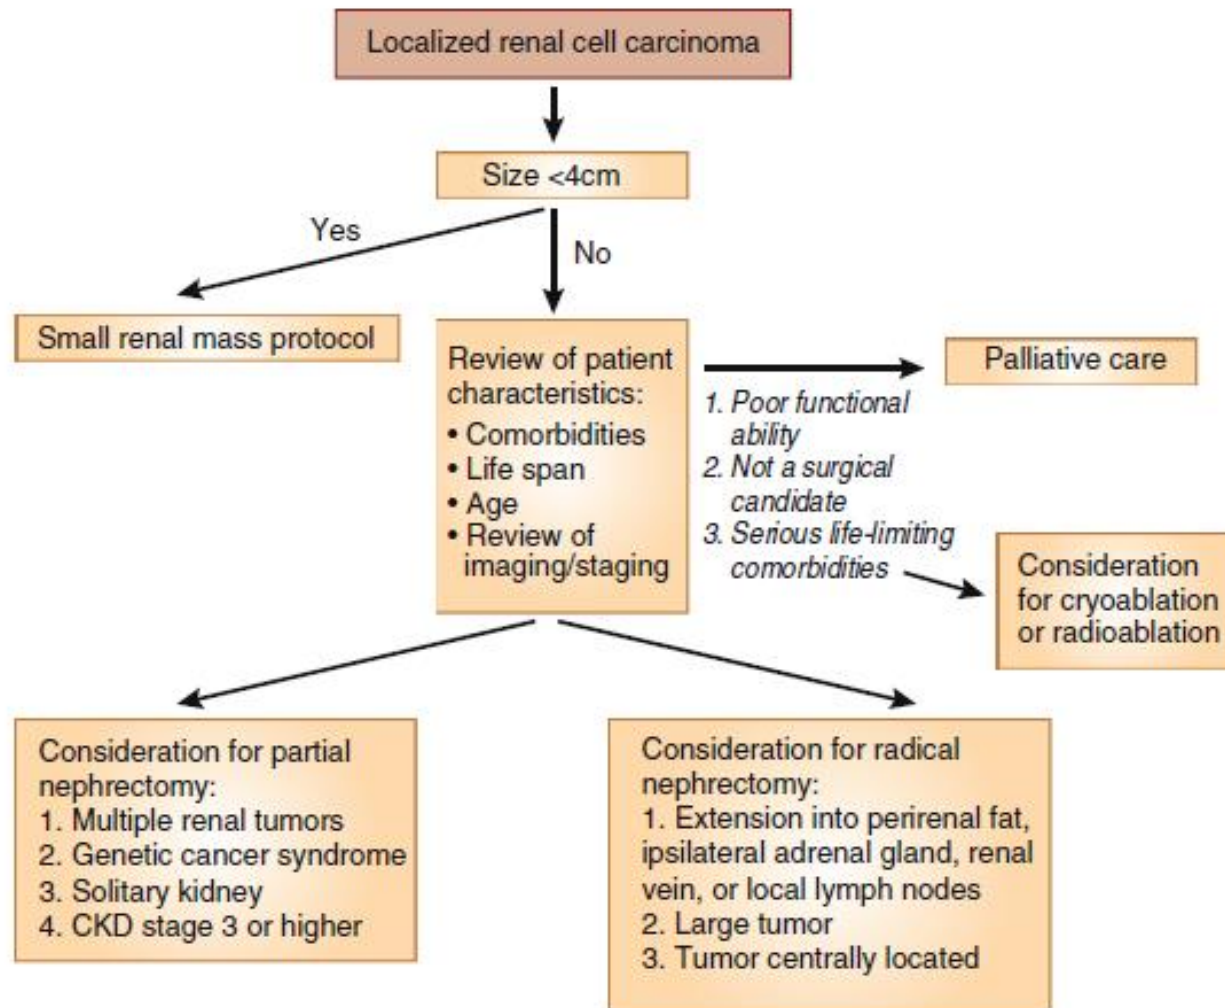 Localized renal cell carcinoma
Size <4cm
Yes
No
Small renal mass protocol
Review of patient
characteristics:
• Comorbidities
• Life span
• Age
• Review of
imaging/staging
1. Poor functional
ability
2. Not a surgical
candidate
3. Serious life-limiting
comorbidities
Palliative care
Consideration
for cryoablation
or radioablation
Consideration for partial
nephrectomy:
1. Multiple renal tumors
2. Genetic cancer syndrome
3. Solitary kidney
4. CKD stage 3 or higher
Consideration for radical
nephrectomy:
1. Extension into perirenal fat,
ipsilateral adrenal gland, renal
vein, or local lymph nodes
2. Large tumor
3. Tumor centrally located